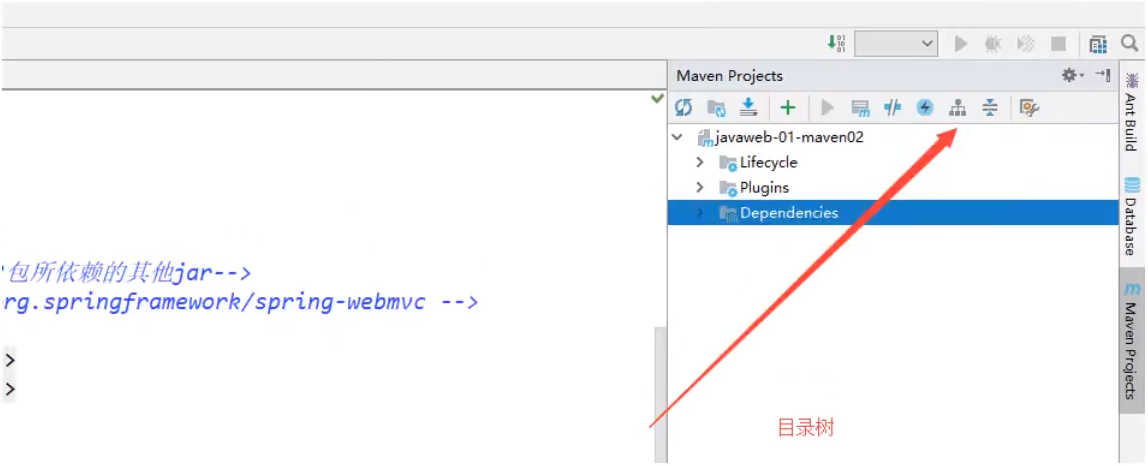 Maven Projects
javaweb-01-maven02
Lifecycle
Plugins
Dependencies
包所依赖的其他jar-->
rg.springframework/spring-webmvc -->
>
>
目录树
Ant Build
Database
Maven Projects